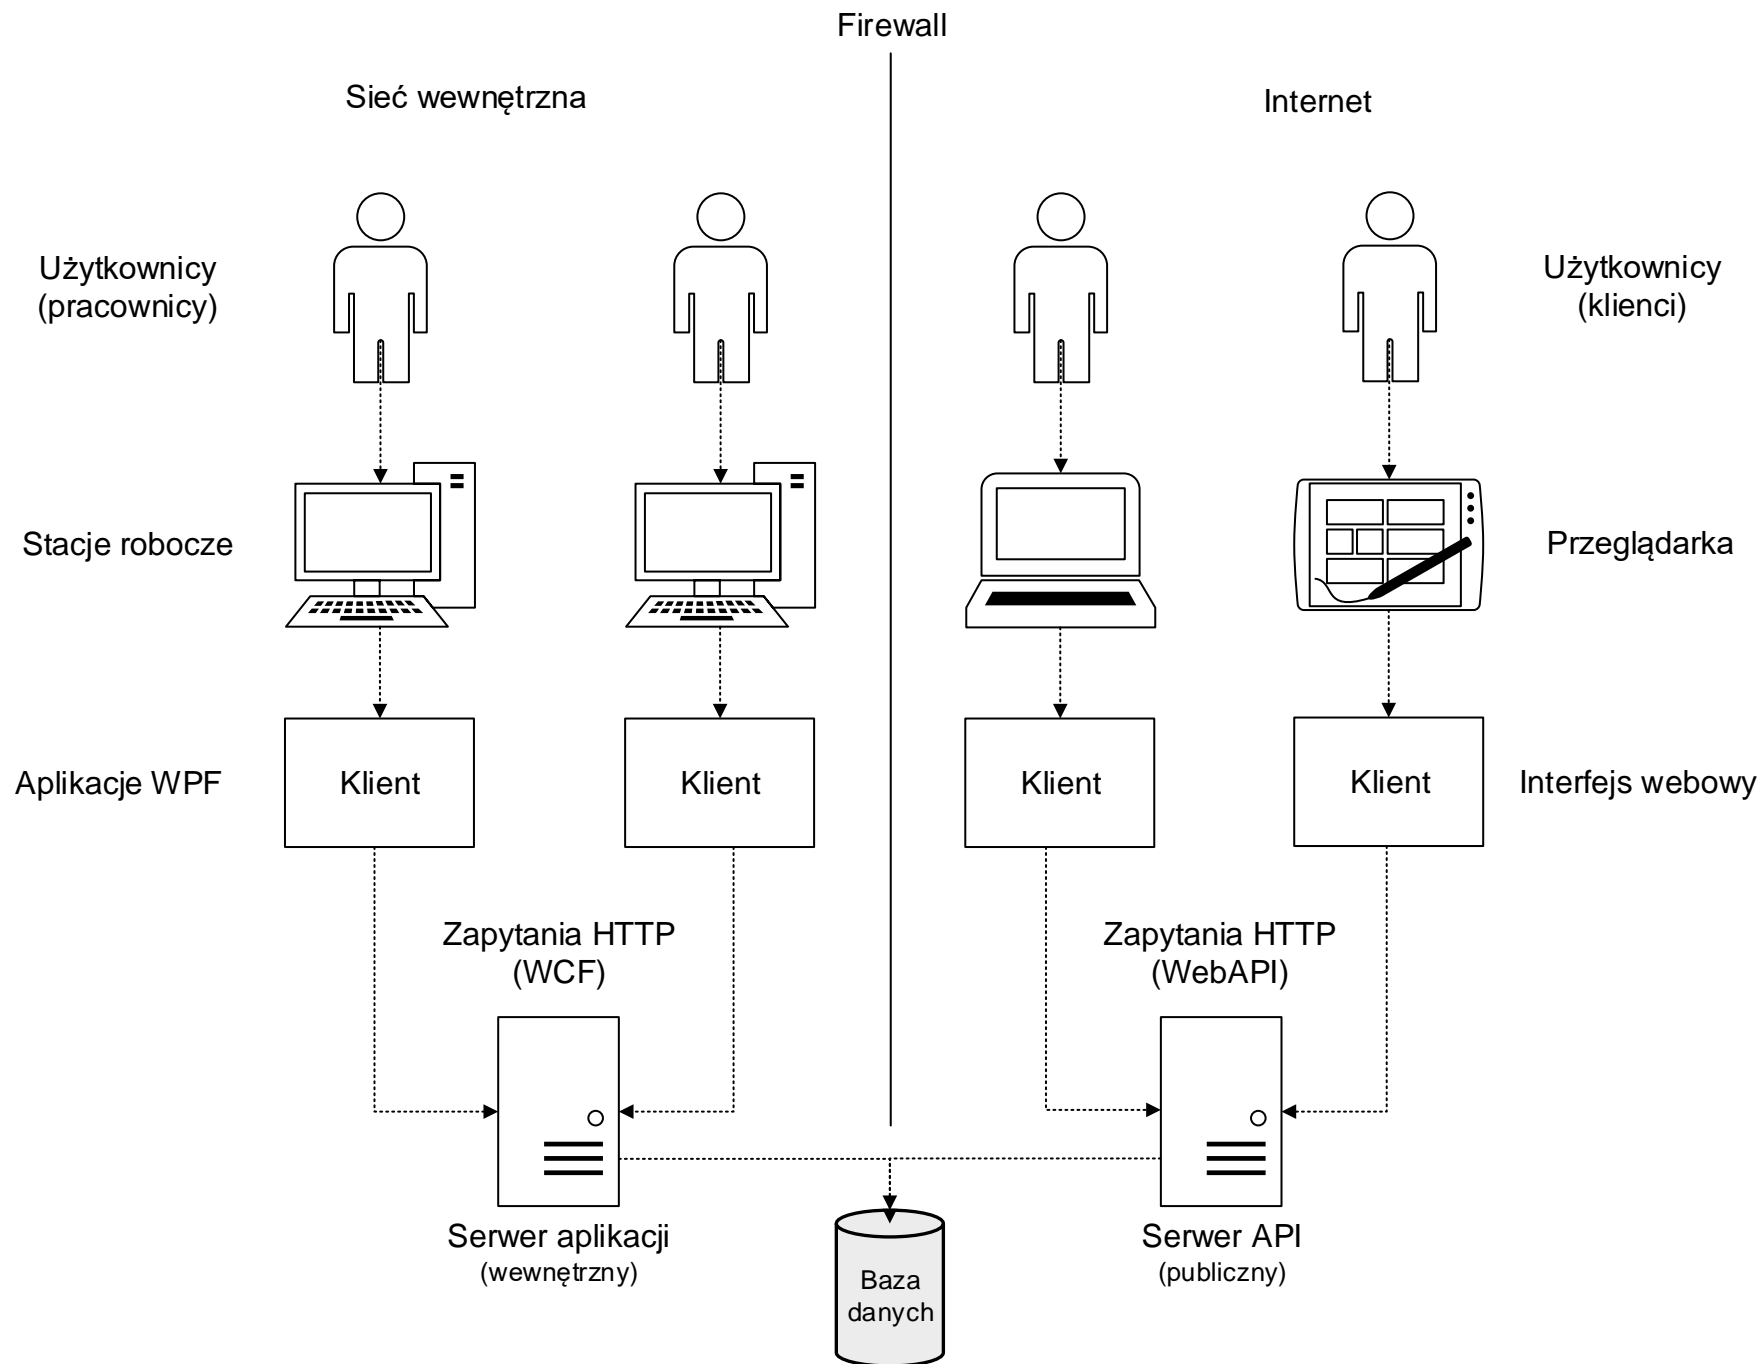 Firewall
Sieć wewnętrzna
Internet
Użytkownicy
(pracownicy)
Użytkownicy
(klienci)
Stacje robocze
Przeglądarka
Aplikacje WPF
Klient
Klient
Klient
Klient
Interfejs webowy
Zapytania HTTP
(WCF)
Zapytania HTTP
(WebAPI)
Serwer aplikacji
(wewnętrzny)
Serwer API
(publiczny)
Baza
danych